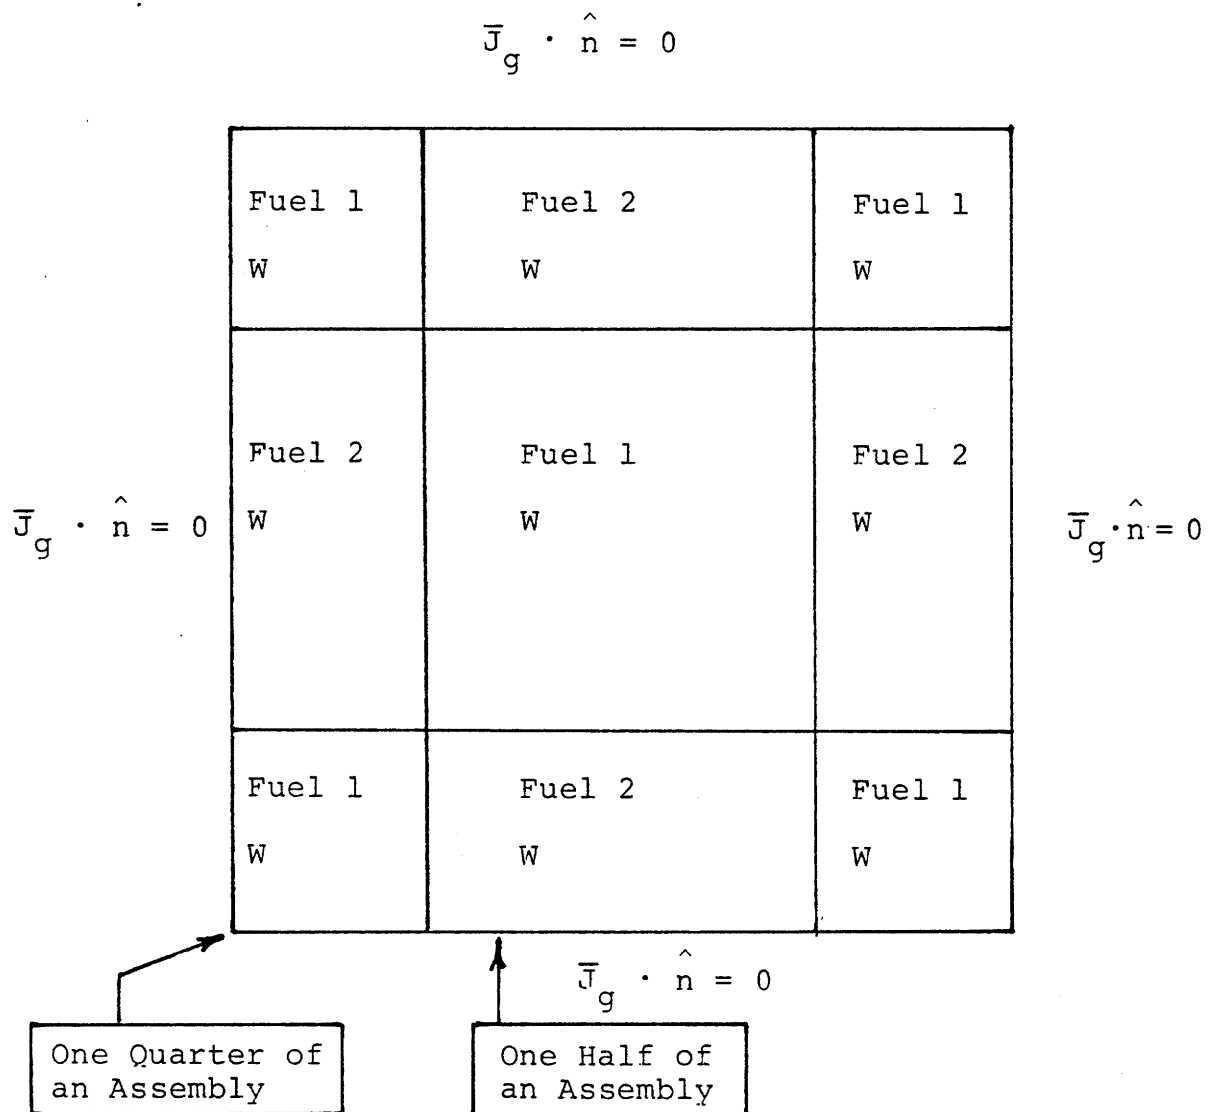 J̅g · n̂ = 0
Fuel 1 Fuel 2 Fuel 1
W W W
Fuel 2 Fuel 1 Fuel 2
J̅g · n̂ = 0 W W W J̅g · n̂ = 0
Fuel 1 Fuel 2 Fuel 1
W W W
J̅g · n̂ = 0
One Quarter of an Assembly
One Half of an Assembly